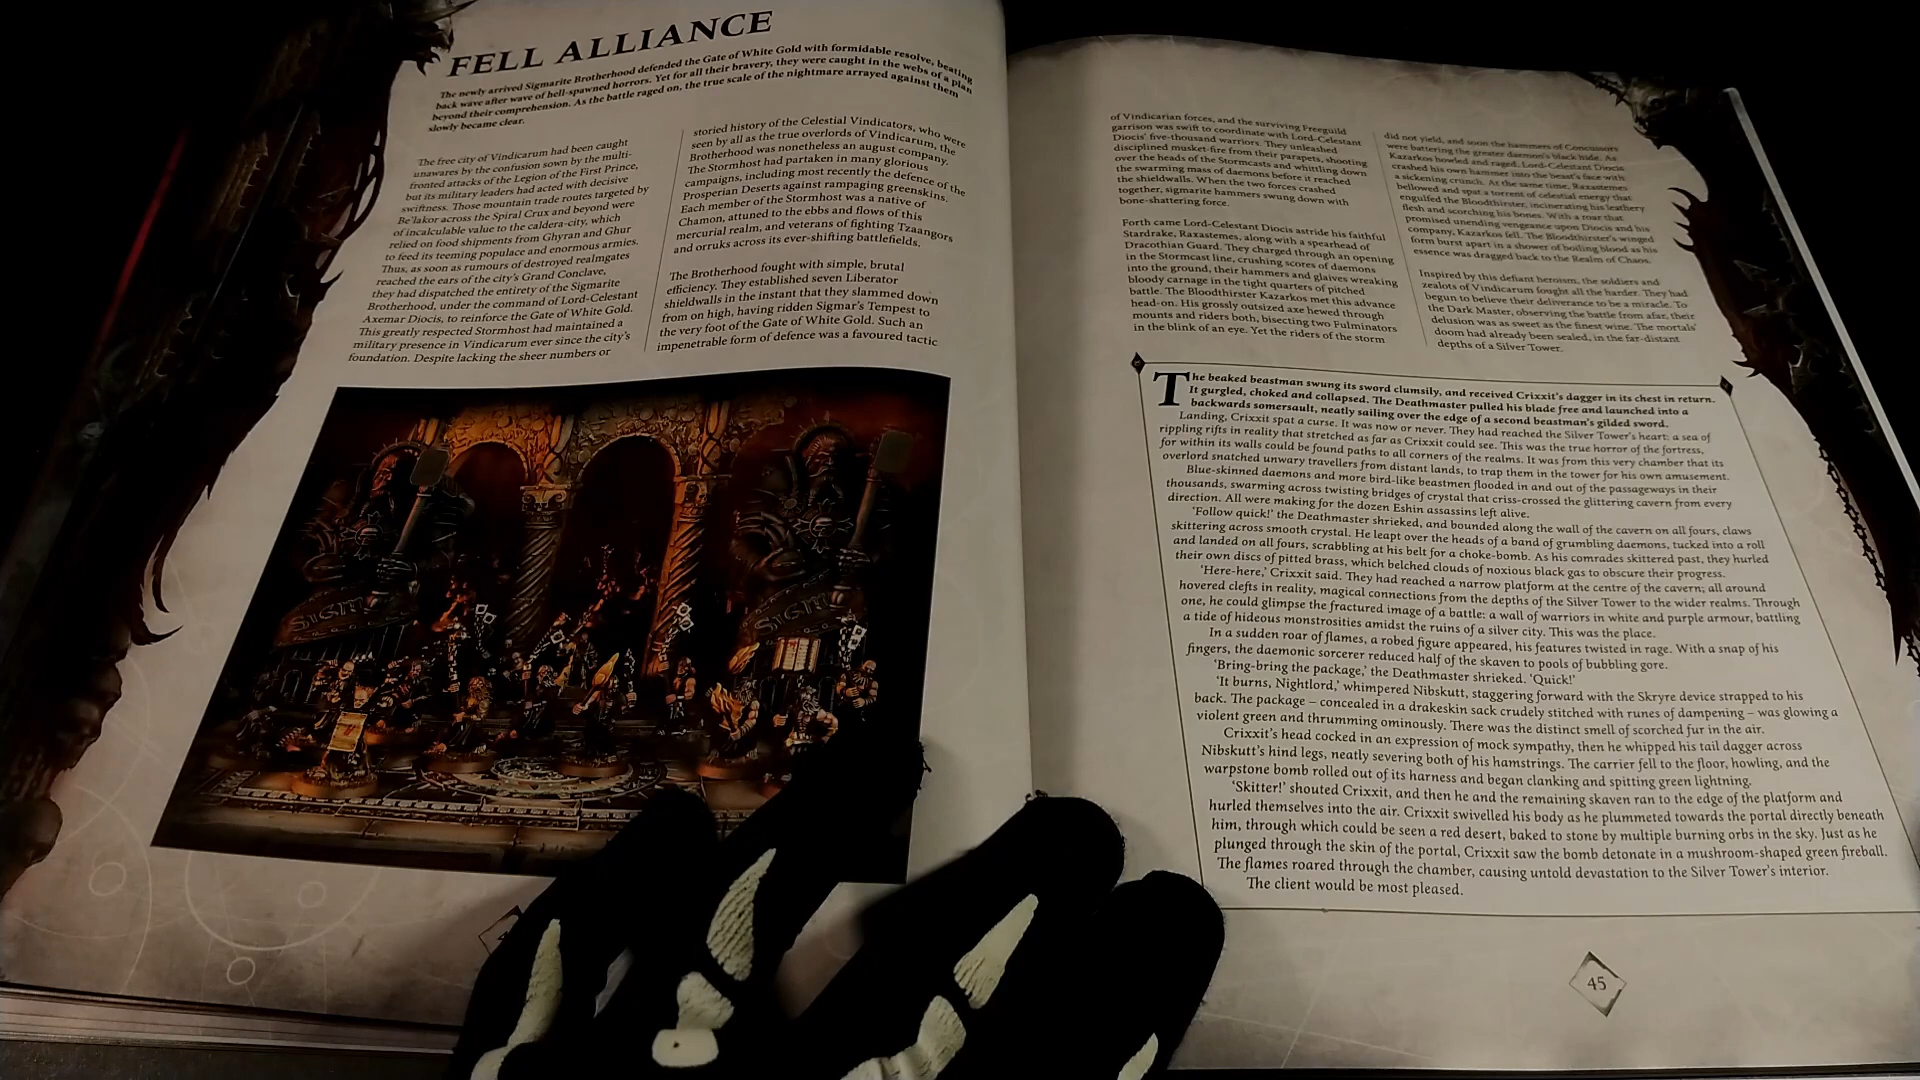 FELL ALLIANCE
The newly arrived Sigmarite Brotherhood defended the Gate of White Gold with formidable resolve, beating
back wave after wave of hell-spawned horrors. Yet for all their bravery, they were caught in the webs of a plan
beyond their comprehension. As the battle raged on, the true scale of the nightmare arrayed against them
slowly became clear.
The free city of Vindicarum had been caught
unawares by the confusion sown by the multi-
fronted attacks of the Legion of the First Prince,
but its military leaders had acted with decisive
swiftness. Those mountain trade routes targeted by
Be'lakor across the Spiral Crux and beyond were
of incalculable value to the caldera-city, which
relied on food shipments from Ghyran and Ghur
to feed its teeming populace and enormous armies.
Thus, as soon as rumours of destroyed realmgates
reached the ears of the city's Grand Conclave,
they had dispatched the entirety of the Sigmarite
Brotherhood, under the command of Lord-Celestant
Axemar Diocis, to reinforce the Gate of White Gold.
This greatly respected Stormhost had maintained a
military presence in Vindicarum ever since the city's
foundation. Despite lacking the sheer numbers or
storied history of the Celestial Vindicators, who were
seen by all as the true overlords of Vindicarum, the
Brotherhood was nonetheless an august company.
The Stormhost had partaken in many glorious
campaigns, including most recently the defence of the
Prosperian Deserts against rampaging greenskins.
Each member of the Stormhost was a native of
Chamon, attuned to the ebbs and flows of this
mercurial realm, and veterans of fighting Tzaangors
and orruks across its ever-shifting battlefields.
The Brotherhood fought with simple, brutal
efficiency. They established seven Liberator
shieldwalls in the instant that they slammed down
from on high, having ridden Sigmar's Tempest to
the very foot of the Gate of White Gold. Such an
impenetrable form of defence was a favoured tactic
SIGM
SIGM
of Vindicarian forces, and the surviving Freeguild
garrison was swift to coordinate with Lord-Celestant
Diocis' five-thousand warriors. They unleashed
disciplined musket-fire from their parapets, shooting
over the heads of the Stormcasts and whittling down
the swarming mass of daemons before it reached
the shieldwalls. When the two forces crashed
together, sigmarite hammers swung down with
bone-shattering force.
Forth came Lord-Celestant Diocis astride his faithful
Stardrake, Raxastemes, along with a spearhead of
Dracothian Guard. They charged through an opening
in the Stormcast line, crushing scores of daemons
into the ground, their hammers and glaives wreaking
bloody carnage in the tight quarters of pitched
battle. The Bloodthirster Kazarkos met this advance
head-on. His grossly outsized axe hewed through
mounts and riders both, bisecting two Fulminators
in the blink of an eye. Yet the riders of the storm
did not yield, and soon the hammers of Concussors
were battering the greater daemon's black hide. As
Kazarkos howled and raged, Lord-Celestant Diocis
crashed his own hammer into the beast's face with
a sickening crunch. At the same time, Raxastemes
bellowed and spat a torrent of celestial energy that
engulfed the Bloodthirster, incinerating his leathery
flesh and scorching his bones. With a roar that
promised unending vengeance upon Diocis and his
company, Kazarkos fell. The Bloodthirster's winged
form burst apart in a shower of boiling blood as his
essence was dragged back to the Realm of Chaos.
Inspired by this defiant heroism, the soldiers and
zealots of Vindicarum fought all the harder. They had
begun to believe their deliverance to be a miracle. To
the Dark Master, observing the battle from afar, their
delusion was as sweet as the finest wine. The mortals'
doom had already been sealed, in the far-distant
depths of a Silver Tower.
The beaked beastman swung its sword clumsily, and received Crixxit's dagger in its chest in return.
It gurgled, choked and collapsed. The Deathmaster pulled his blade free and launched into a
backwards somersault, neatly sailing over the edge of a second beastman's gilded sword.
Landing, Crixxit spat a curse. It was now or never. They had reached the Silver Tower's heart: a sea of
rippling rifts in reality that stretched as far as Crixxit could see. This was the true horror of the fortress,
for within its walls could be found paths to all corners of the realms. It was from this very chamber that its
overlord snatched unwary travellers from distant lands, to trap them in the tower for his own amusement.
Blue-skinned daemons and more bird-like beastmen flooded in and out of the passageways in their
thousands, swarming across twisting bridges of crystal that criss-crossed the glittering cavern from every
direction. All were making for the dozen Eshin assassins left alive.
'Follow quick!' the Deathmaster shrieked, and bounded along the wall of the cavern on all fours, claws
skittering across smooth crystal. He leapt over the heads of a band of grumbling daemons, tucked into a roll
and landed on all fours, scrabbling at his belt for a choke-bomb. As his comrades skittered past, they hurled
their own discs of pitted brass, which belched clouds of noxious black gas to obscure their progress.
'Here-here,' Crixxit said. They had reached a narrow platform at the centre of the cavern; all around
hovered clefts in reality, magical connections from the depths of the Silver Tower to the wider realms. Through
one, he could glimpse the fractured image of a battle: a wall of warriors in white and purple armour, battling
a tide of hideous monstrosities amidst the ruins of a silver city. This was the place.
In a sudden roar of flames, a robed figure appeared, his features twisted in rage. With a snap of his
fingers, the daemonic sorcerer reduced half of the skaven to pools of bubbling gore.
'Bring-bring the package,' the Deathmaster shrieked. 'Quick!'
'It burns, Nightlord,' whimpered Nibskutt, staggering forward with the Skryre device strapped to his
back. The package – concealed in a drakeskin sack crudely stitched with runes of dampening – was glowing a
violent green and thrumming ominously. There was the distinct smell of scorched fur in the air.
Crixxit's head cocked in an expression of mock sympathy, then he whipped his tail dagger across
Nibskutt's hind legs, neatly severing both of his hamstrings. The carrier fell to the floor, howling, and the
warpstone bomb rolled out of its harness and began clanking and spitting green lightning.
'Skitter!' shouted Crixxit, and then he and the remaining skaven ran to the edge of the platform and
hurled themselves into the air. Crixxit swivelled his body as he plummeted towards the portal directly beneath
him, through which could be seen a red desert, baked to stone by multiple burning orbs in the sky. Just as he
plunged through the skin of the portal, Crixxit saw the bomb detonate in a mushroom-shaped green fireball.
The flames roared through the chamber, causing untold devastation to the Silver Tower's interior.
The client would be most pleased.
45